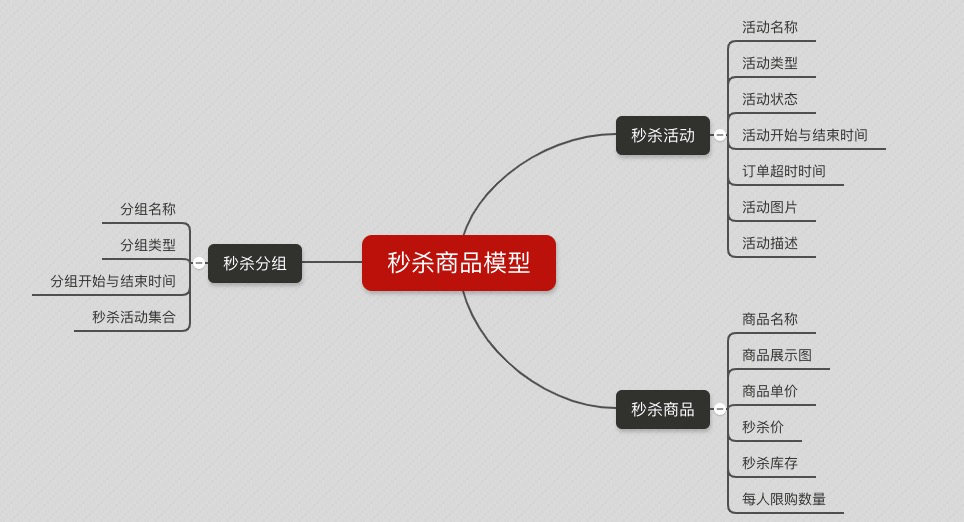 秒杀商品模型
秒杀活动
活动名称
活动类型
活动状态
活动开始与结束时间
订单超时时间
活动图片
活动描述
秒杀商品
商品名称
商品展示图
商品单价
秒杀价
秒杀库存
每人限购数量
秒杀分组
分组名称
分组类型
分组开始与结束时间
秒杀活动集合